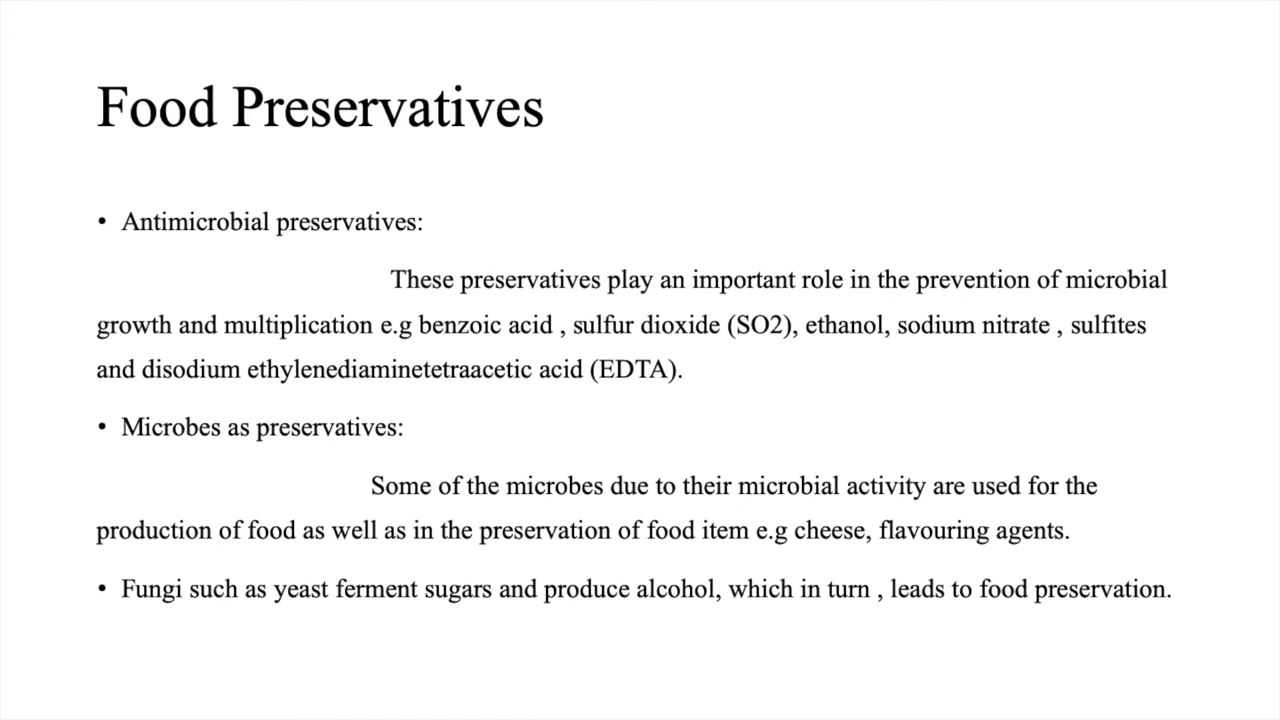 Food Preservatives
• Antimicrobial preservatives:
These preservatives play an important role in the prevention of microbial
growth and multiplication e.g benzoic acid , sulfur dioxide (SO2), ethanol, sodium nitrate , sulfites
and disodium ethylenediaminetetraacetic acid (EDTA).
• Microbes as preservatives:
Some of the microbes due to their microbial activity are used for the
production of food as well as in the preservation of food item e.g cheese, flavouring agents.
• Fungi such as yeast ferment sugars and produce alcohol, which in turn , leads to food preservation.